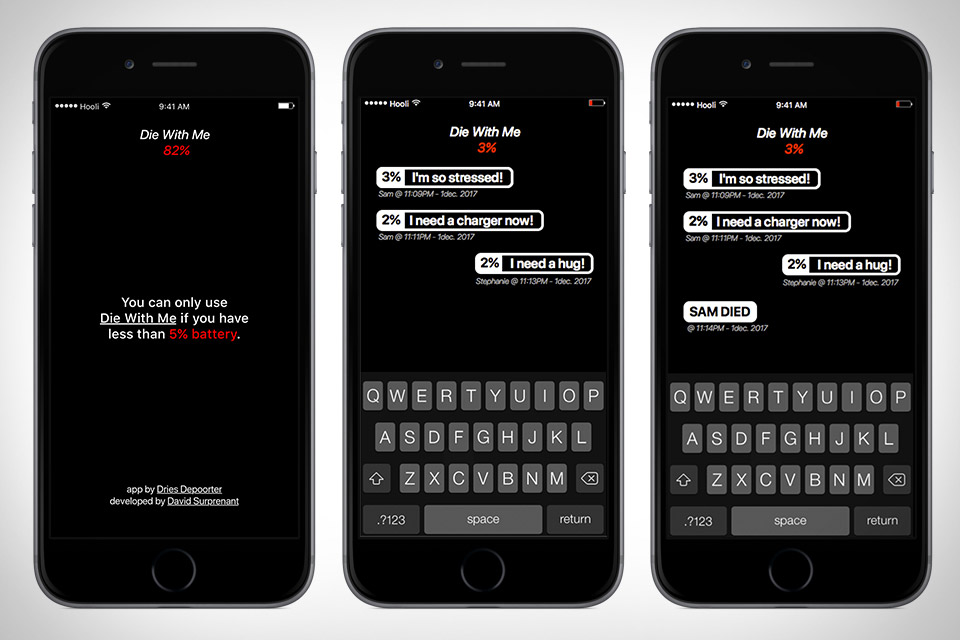 Hooli 9:41 AM
Die With Me
82%
You can only use
Die With Me if you have
less than 5% battery.
app by Dries Depoorter
developed by David Surprenant
Hooli 9:41 AM
Die With Me
3%
3% I'm so stressed!
Sam @ 11:09PM - 1dec. 2017
2% I need a charger now!
Sam @ 11:11PM - 1dec. 2017
2% I need a hug!
Stephanie @ 11:13PM - 1dec. 2017
Q W E R T Y U I O P
A S D F G H J K L
Z X C V B N M
.?123 space return
Hooli 9:41 AM
Die With Me
3%
3% I'm so stressed!
Sam @ 11:09PM - 1dec. 2017
2% I need a charger now!
Sam @ 11:11PM - 1dec. 2017
2% I need a hug!
Stephanie @ 11:13PM - 1dec. 2017
SAM DIED
@ 11:14PM - 1dec. 2017
Q W E R T Y U I O P
A S D F G H J K L
Z X C V B N M
.?123 space return